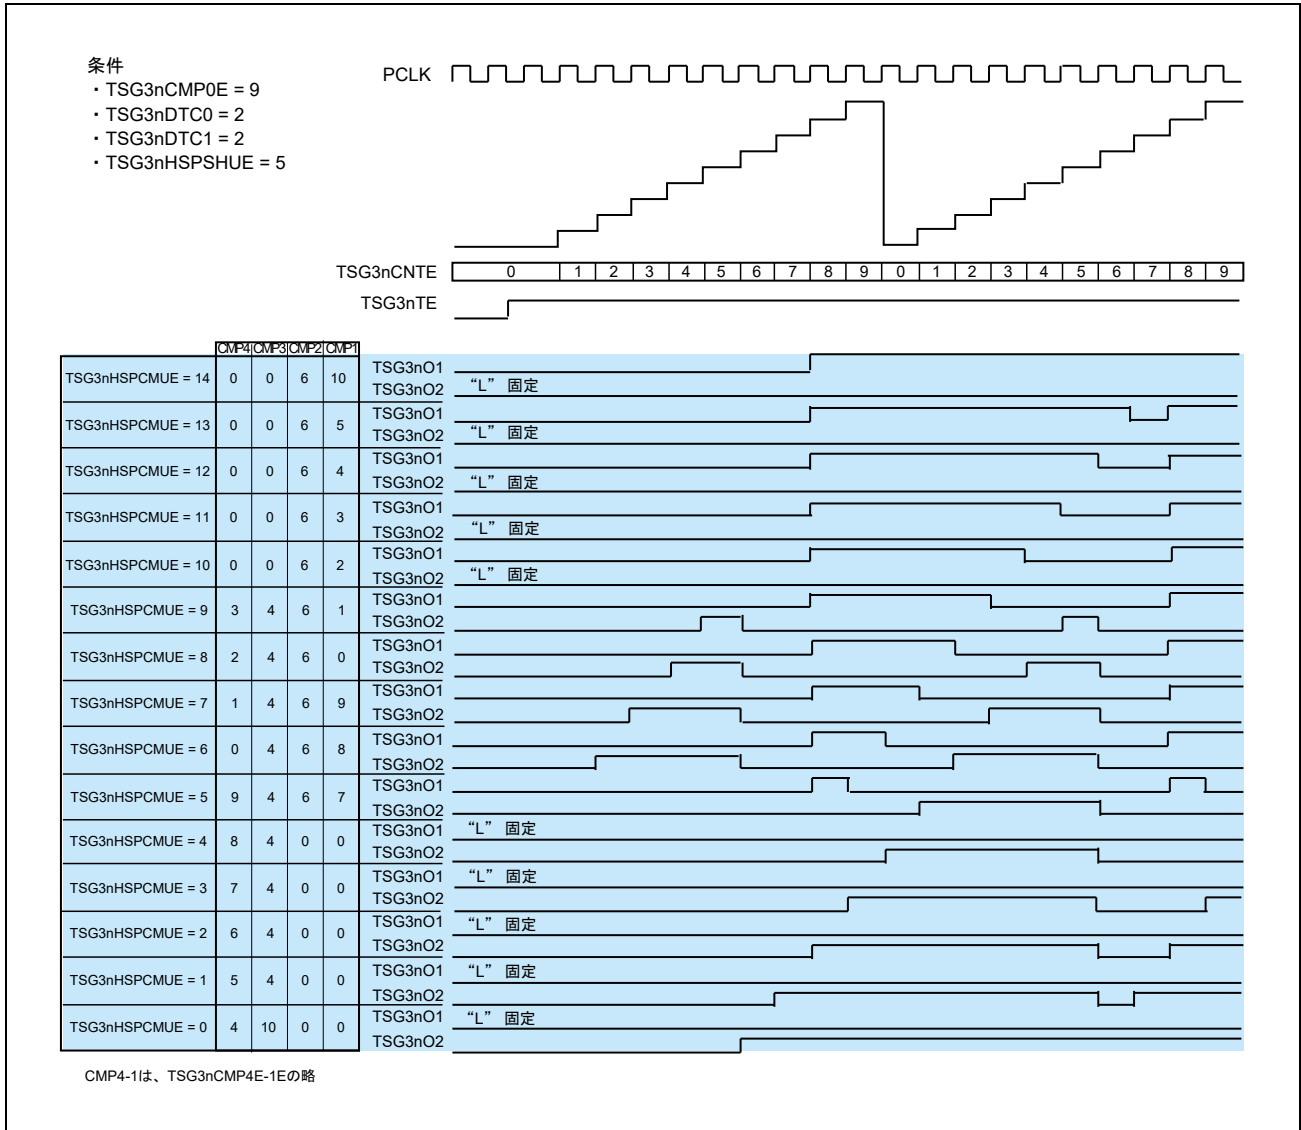 条件
・TSG3nCMP0E = 9
・TSG3nDTC0 = 2
・TSG3nDTC1 = 2
・TSG3nHSPSHUE = 5
PCLK
TSG3nCNTE 0 1 2 3 4 5 6 7 8 9 0 1 2 3 4 5 6 7 8 9
TSG3nTE
CMP4 CMP3 CMP2 CMP1
TSG3nHSPCMUE = 14 0 0 6 10
TSG3nO1
TSG3nO2 “L” 固定
TSG3nHSPCMUE = 13 0 0 6 5
TSG3nO1
TSG3nO2 “L” 固定
TSG3nHSPCMUE = 12 0 0 6 4
TSG3nO1
TSG3nO2 “L” 固定
TSG3nHSPCMUE = 11 0 0 6 3
TSG3nO1
TSG3nO2 “L” 固定
TSG3nHSPCMUE = 10 0 0 6 2
TSG3nO1
TSG3nO2 “L” 固定
TSG3nHSPCMUE = 9 3 4 6 1
TSG3nO1
TSG3nO2
TSG3nHSPCMUE = 8 2 4 6 0
TSG3nO1
TSG3nO2
TSG3nHSPCMUE = 7 1 4 6 9
TSG3nO1
TSG3nO2
TSG3nHSPCMUE = 6 0 4 6 8
TSG3nO1
TSG3nO2
TSG3nHSPCMUE = 5 9 4 6 7
TSG3nO1
TSG3nO2
TSG3nHSPCMUE = 4 8 4 0 0
TSG3nO1 “L” 固定
TSG3nO2
TSG3nHSPCMUE = 3 7 4 0 0
TSG3nO1 “L” 固定
TSG3nO2
TSG3nHSPCMUE = 2 6 4 0 0
TSG3nO1 “L” 固定
TSG3nO2
TSG3nHSPCMUE = 1 5 4 0 0
TSG3nO1 “L” 固定
TSG3nO2
TSG3nHSPCMUE = 0 4 10 0 0
TSG3nO1 “L” 固定
TSG3nO2
CMP4-1は、TSG3nCMP4E-1Eの略